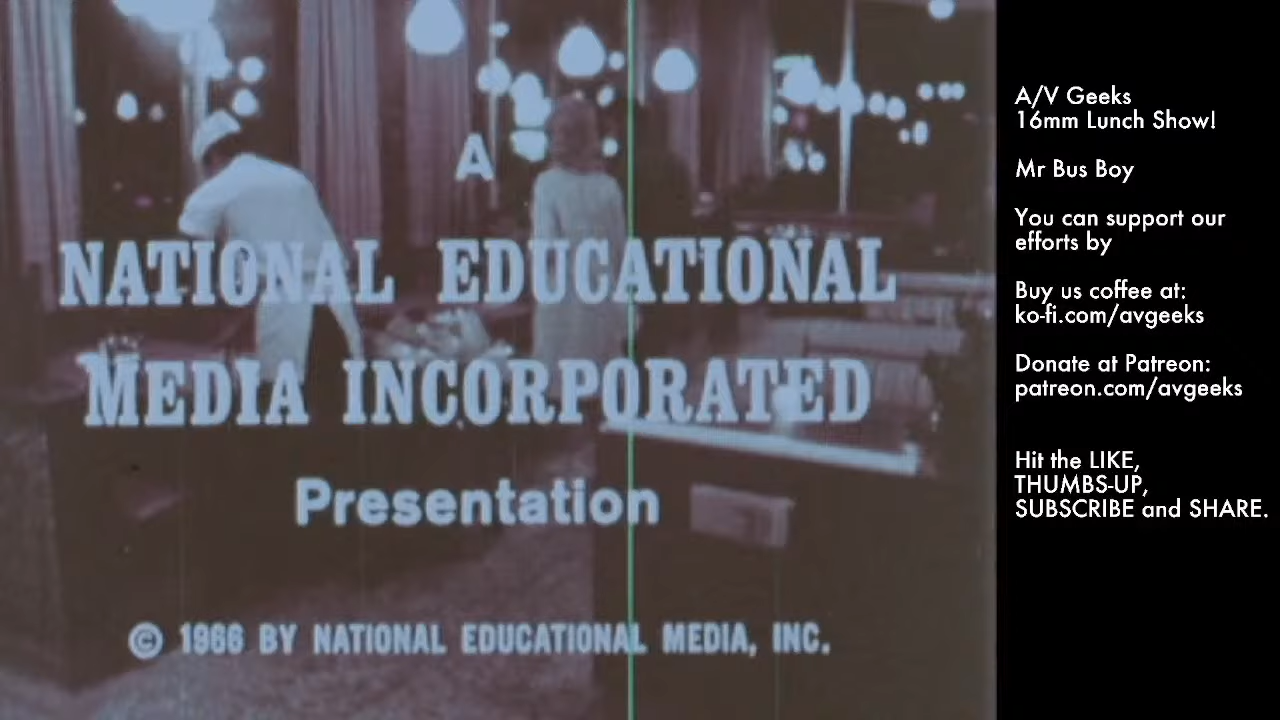 A
NATIONAL EDUCATIONAL
MEDIA INCORPORATED
Presentation
© 1966 BY NATIONAL EDUCATIONAL MEDIA, INC.
A/V Geeks
16mm Lunch Show!
Mr Bus Boy
You can support our
efforts by
Buy us coffee at:
ko-fi.com/avgeeks
Donate at Patreon:
patreon.com/avgeeks
Hit the LIKE,
THUMBS-UP,
SUBSCRIBE and SHARE.